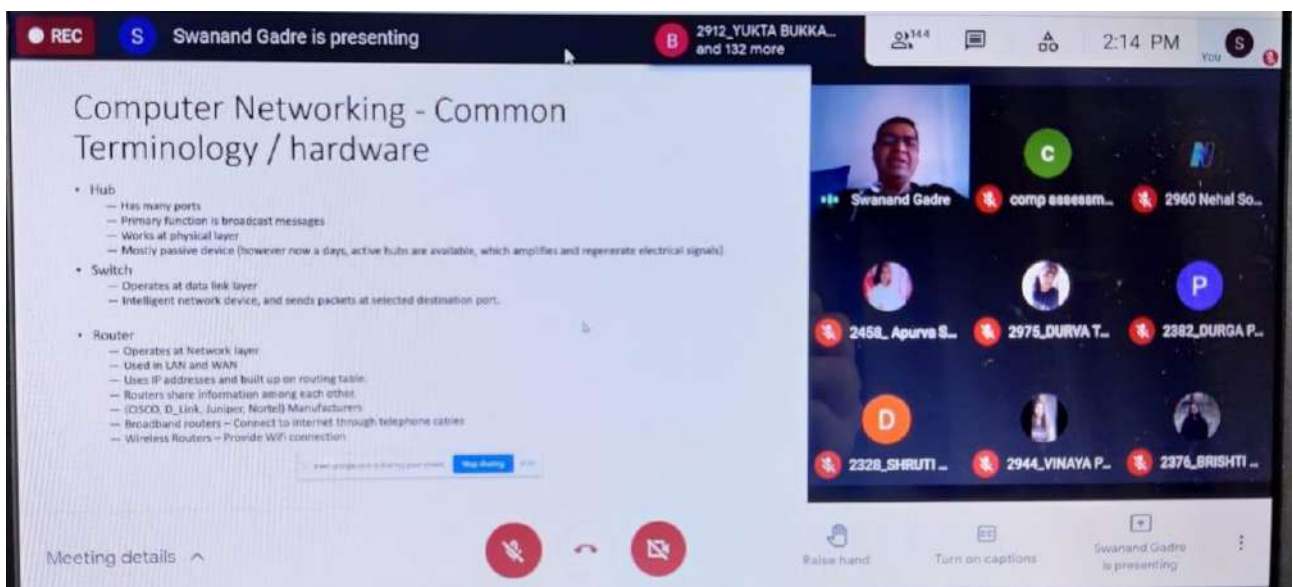 REC
S
Swanand Gadre is presenting
B
2912_YUKTA BUKKA...
and 132 more
144
2:14 PM
You
S
Computer Networking - Common
Terminology / hardware
• Hub
— Has many ports
— Primary function is broadcast messages
— Works at physical layer
— Mostly passive device (however now a days, active hubs are available, which amplifies and regenerate electrical signals).
• Switch
— Operates at data link layer
— Intelligent network device, and sends packets at selected destination port.
• Router
— Operates at Network layer
— Used in LAN and WAN
— Uses IP addresses and built up on routing table.
— Routers share information among each other.
— (CISCO, D_Link, Juniper, Nortel) Manufacturers
— Broadband routers – Connect to internet through telephone cables
— Wireless Routers – Provide WiFi connection
is sharing your screen.
Stop sharing
Hide
Swanand Gadre
C
comp assessm...
N
2960 Nehal So...
2458_ Apurva S...
2975_DURVA T...
P
2382_DURGA P...
D
2328_SHRUTI ...
2944_VINAYA P...
2376_BRISHTI ...
Meeting details
Raise hand
CC
Turn on captions
Swanand Gadre
is presenting